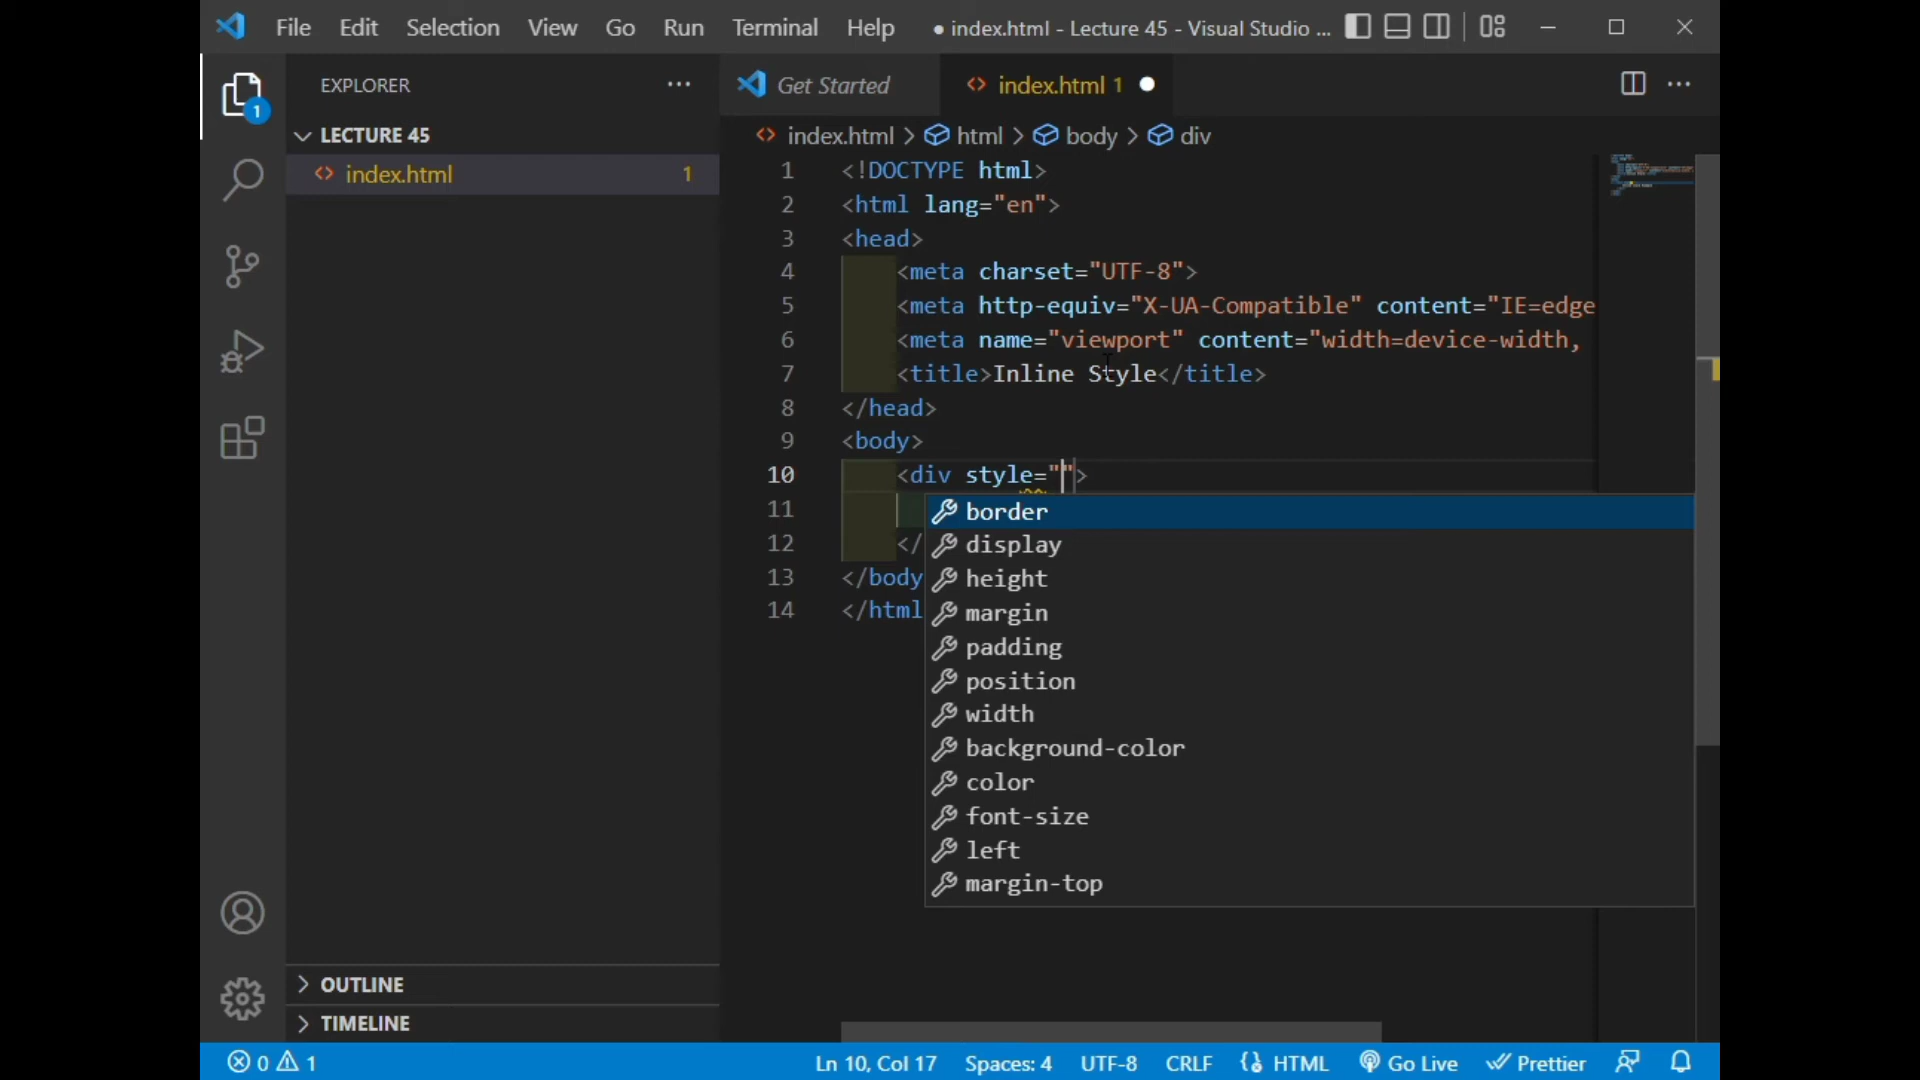 File Edit Selection View Go Run Terminal Help ● index.html - Lecture 45 - Visual Studio ...
EXPLORER ...
1
LECTURE 45
<> index.html 1
OUTLINE
TIMELINE
Get Started <> index.html 1 ●
<> index.html > html > body > div
1 <!DOCTYPE html>
2 <html lang="en">
3 <head>
4 <meta charset="UTF-8">
5 <meta http-equiv="X-UA-Compatible" content="IE=edge
6 <meta name="viewport" content="width=device-width,
7 <title>Inline Style</title>
8 </head>
9 <body>
10 <div style="">
11
12 </
13 </body
14 </html
border
display
height
margin
padding
position
width
background-color
color
font-size
left
margin-top
0 1 Ln 10, Col 17 Spaces: 4 UTF-8 CRLF HTML Go Live Prettier